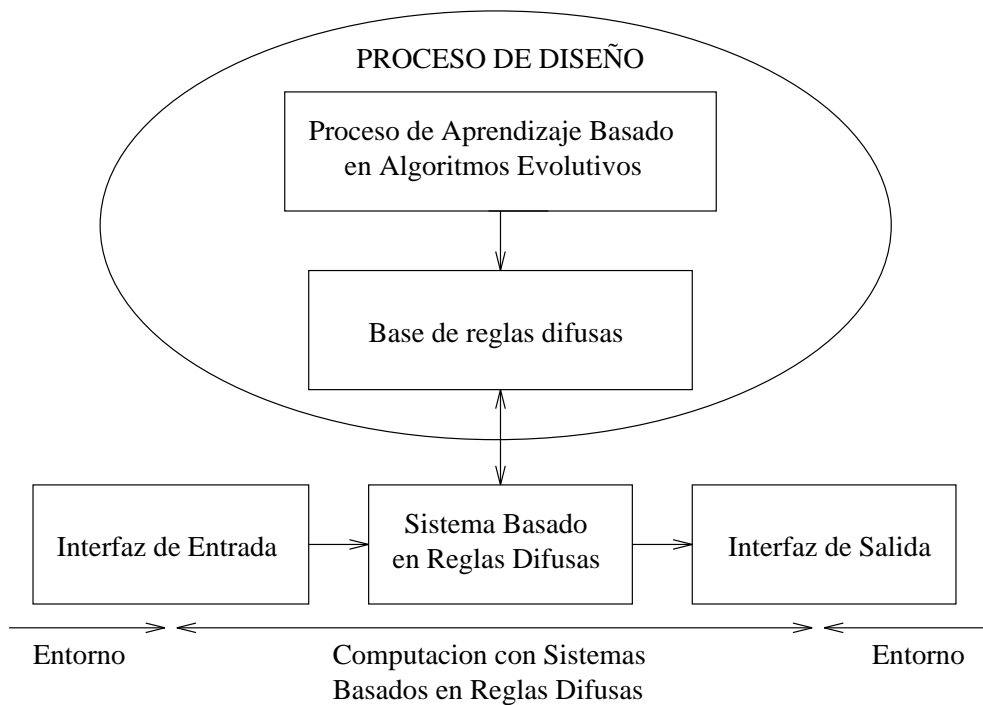 PROCESO DE DISEÑO
Proceso de Aprendizaje Basado
en Algoritmos Evolutivos
Base de reglas difusas
Interfaz de Entrada
Sistema Basado
en Reglas Difusas
Interfaz de Salida
Entorno
Computacion con Sistemas
Basados en Reglas Difusas
Entorno